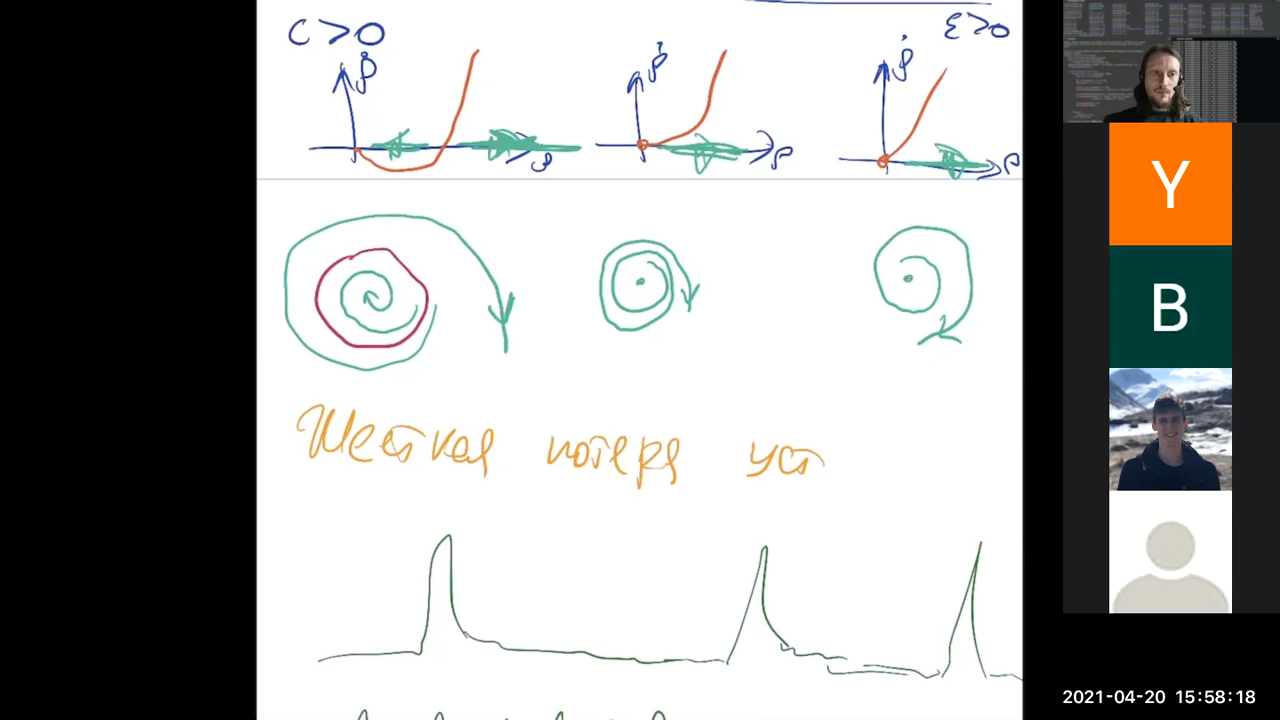 C>0
ε>0
ρ̇
ρ̇
ρ̇
ρ
ρ
ρ
Жесткая потеря уст
Y
B
2021-04-20 15:58:18